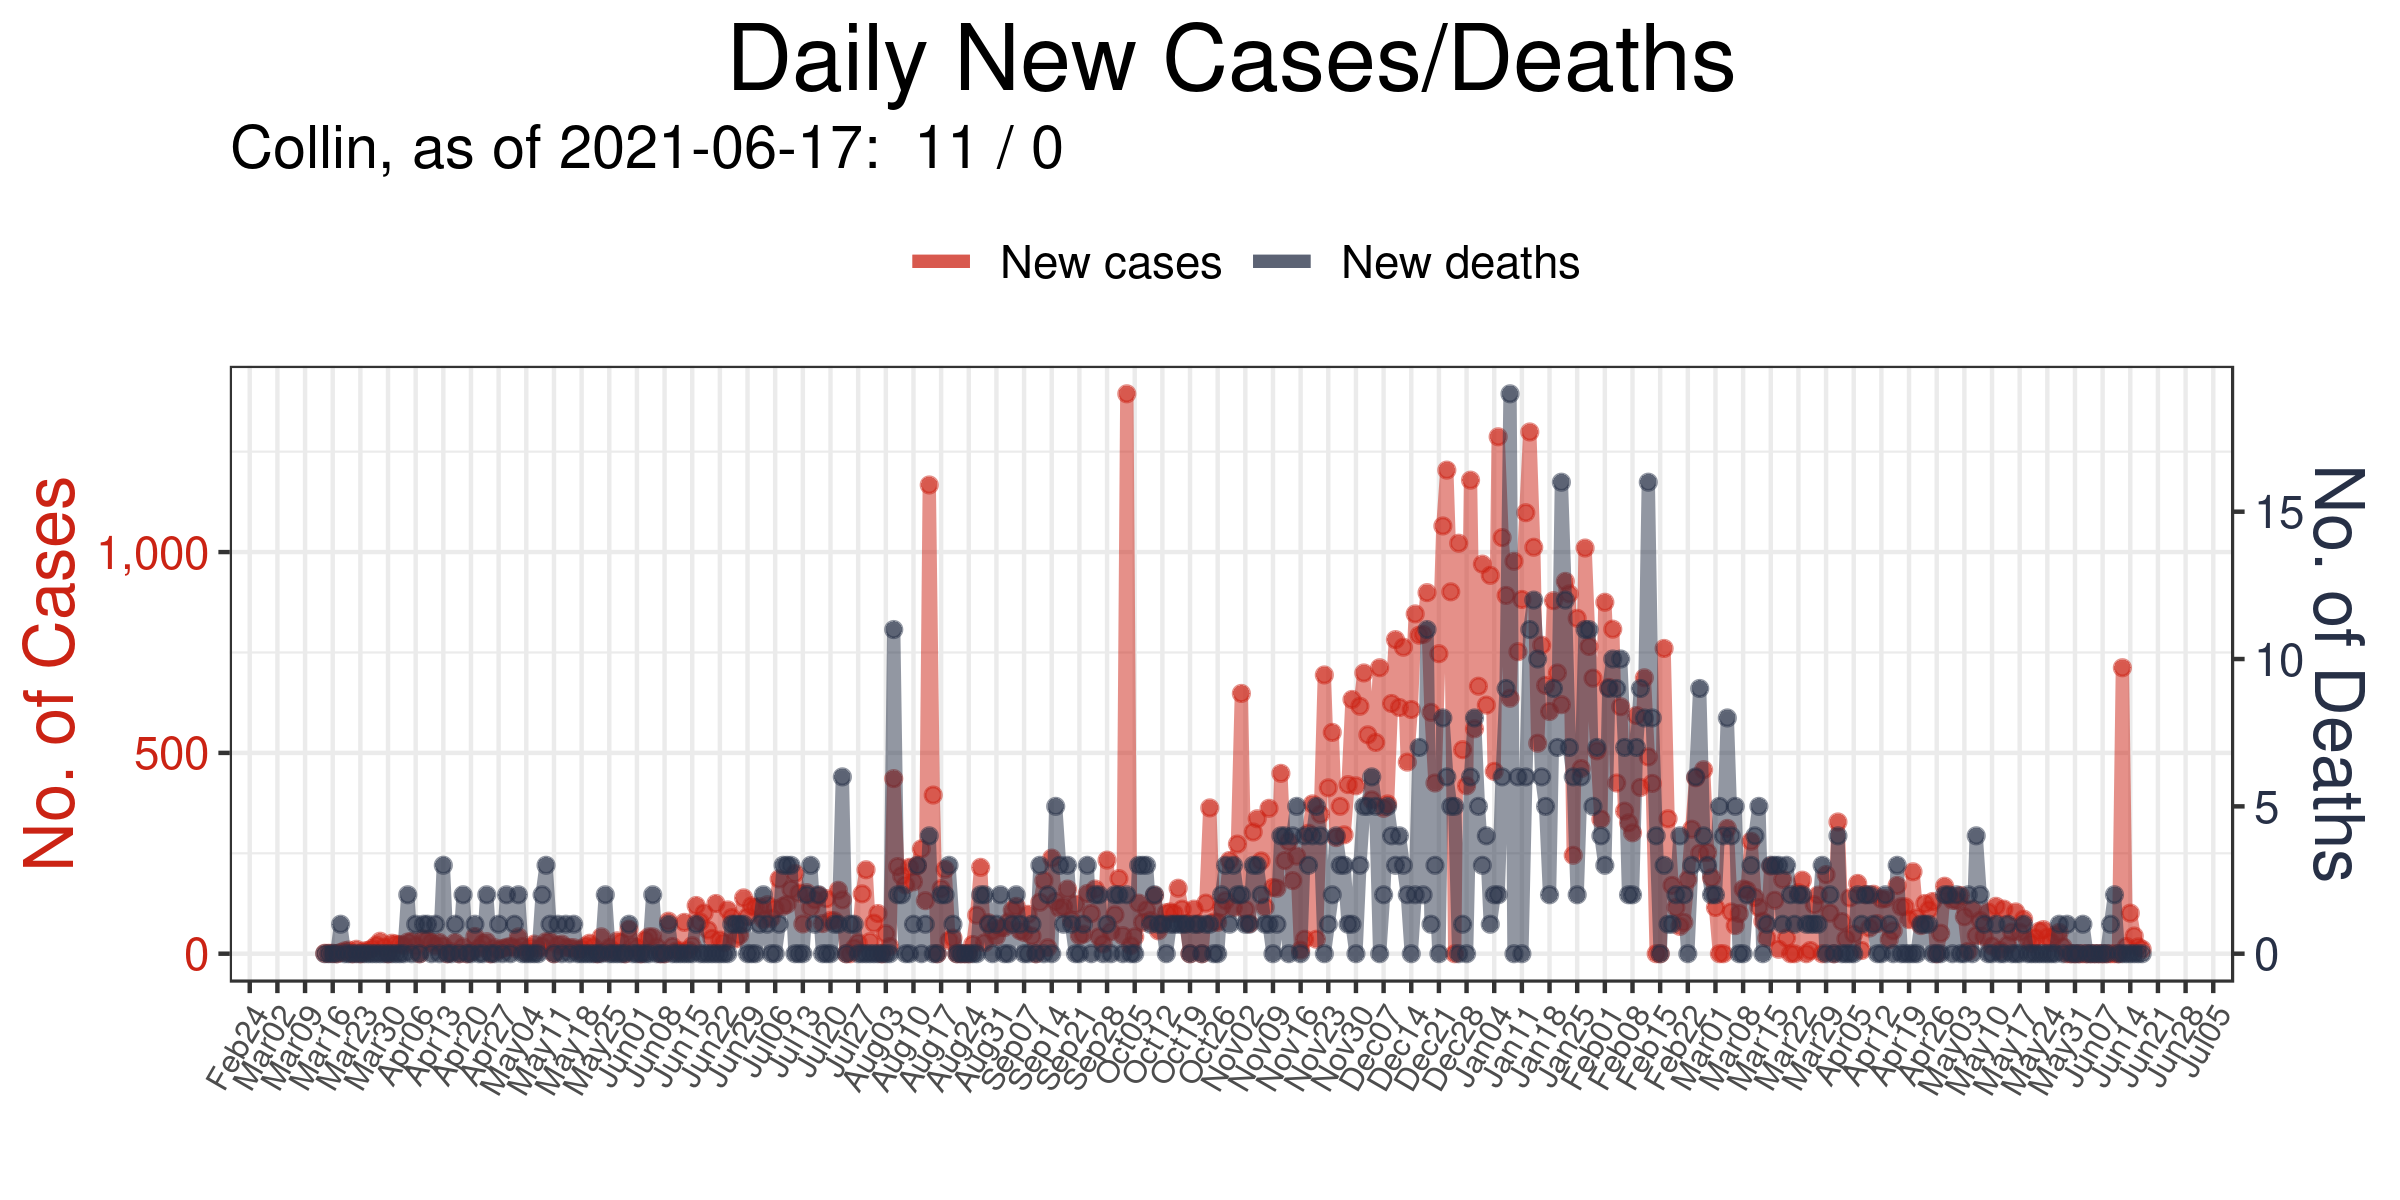 Daily New Cases/Deaths
Collin, as of 2021-06-17:  11 / 0
New cases
New deaths
No. of Cases
1,000
500
0
No. of Deaths
15
10
5
0
Feb24
Mar02
Mar09
Mar16
Mar23
Mar30
Apr06
Apr13
Apr20
Apr27
May04
May11
May18
May25
Jun01
Jun08
Jun15
Jun22
Jun29
Jul06
Jul13
Jul20
Jul27
Aug03
Aug10
Aug17
Aug24
Aug31
Sep07
Sep14
Sep21
Sep28
Oct05
Oct12
Oct19
Oct26
Nov02
Nov09
Nov16
Nov23
Nov30
Dec07
Dec14
Dec21
Dec28
Jan04
Jan11
Jan18
Jan25
Feb01
Feb08
Feb15
Feb22
Mar01
Mar08
Mar15
Mar22
Mar29
Apr05
Apr12
Apr19
Apr26
May03
May10
May17
May24
May31
Jun07
Jun14
Jun21
Jun28
Jul05